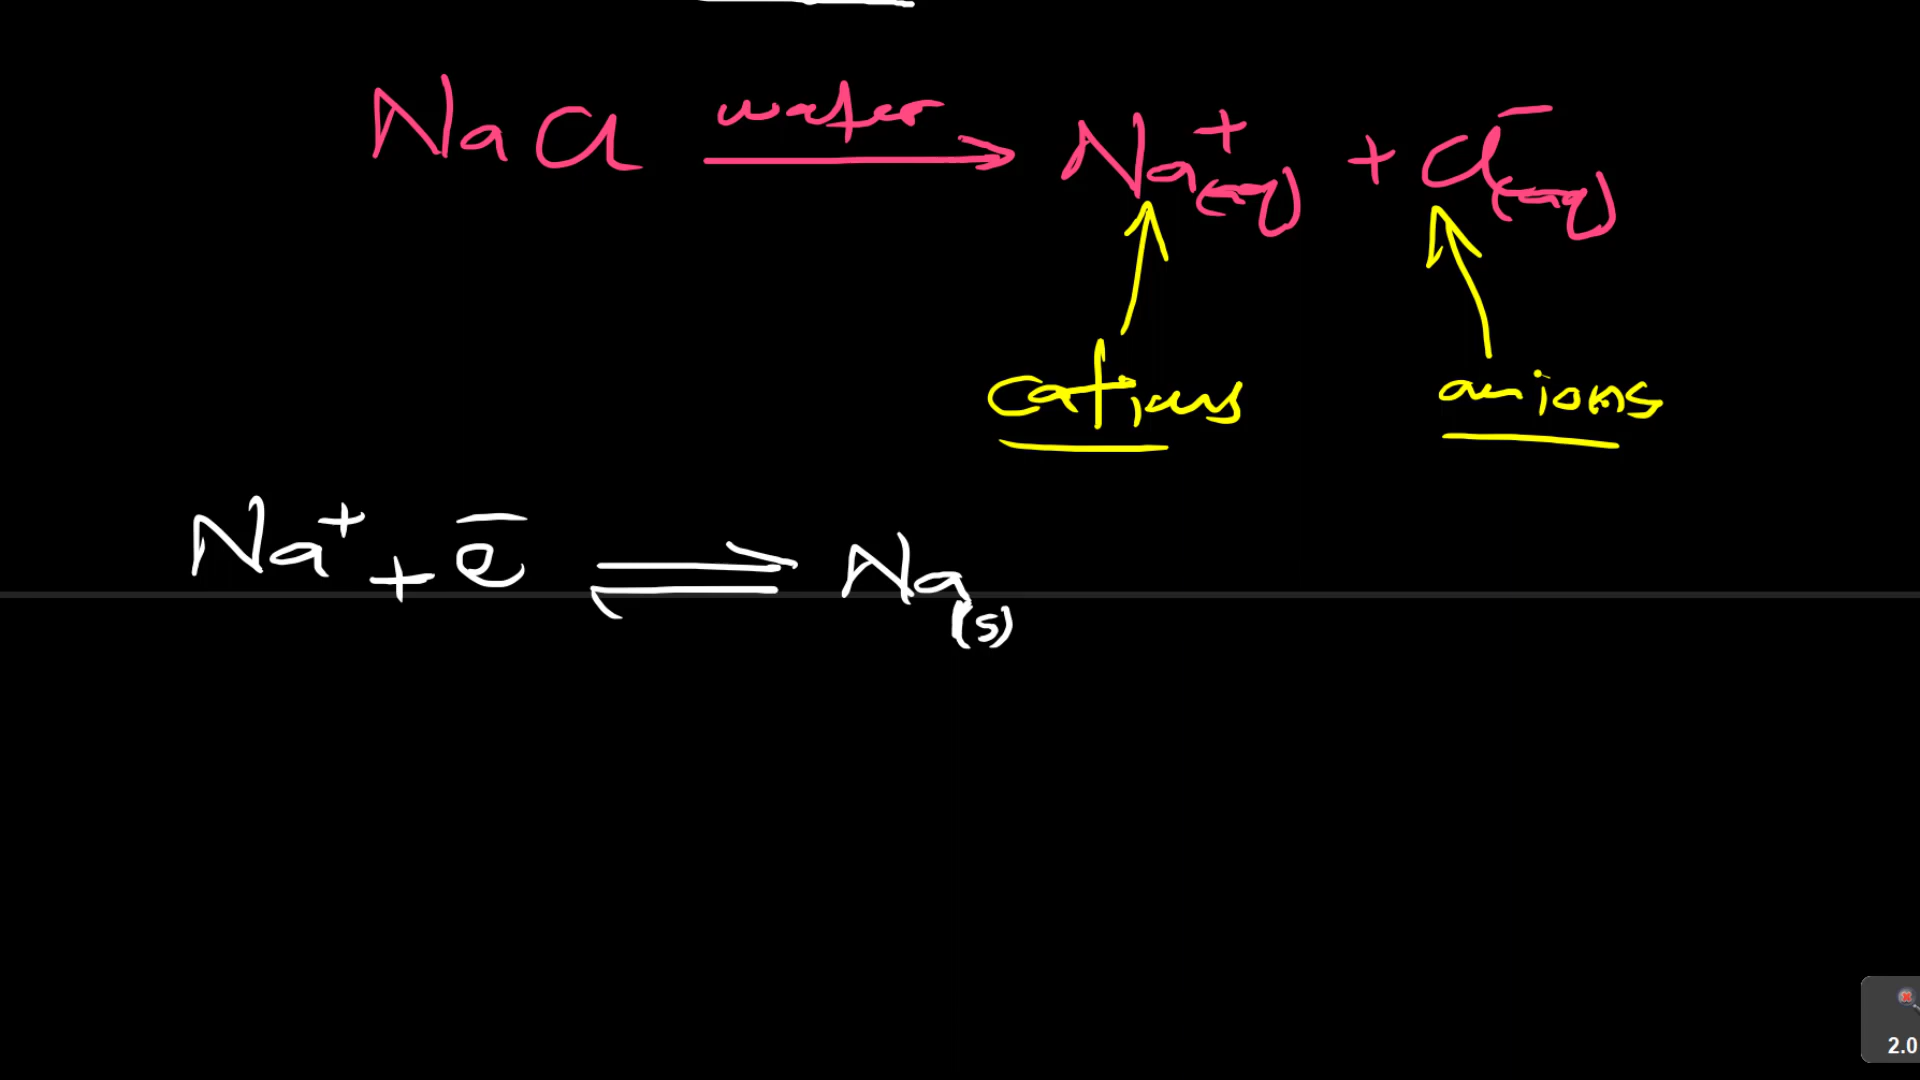 NaCl water → Na⁺(aq) + Cl⁻(aq)
cations anions
Na⁺ + e⁻ ⇌ Na(s)
2.0